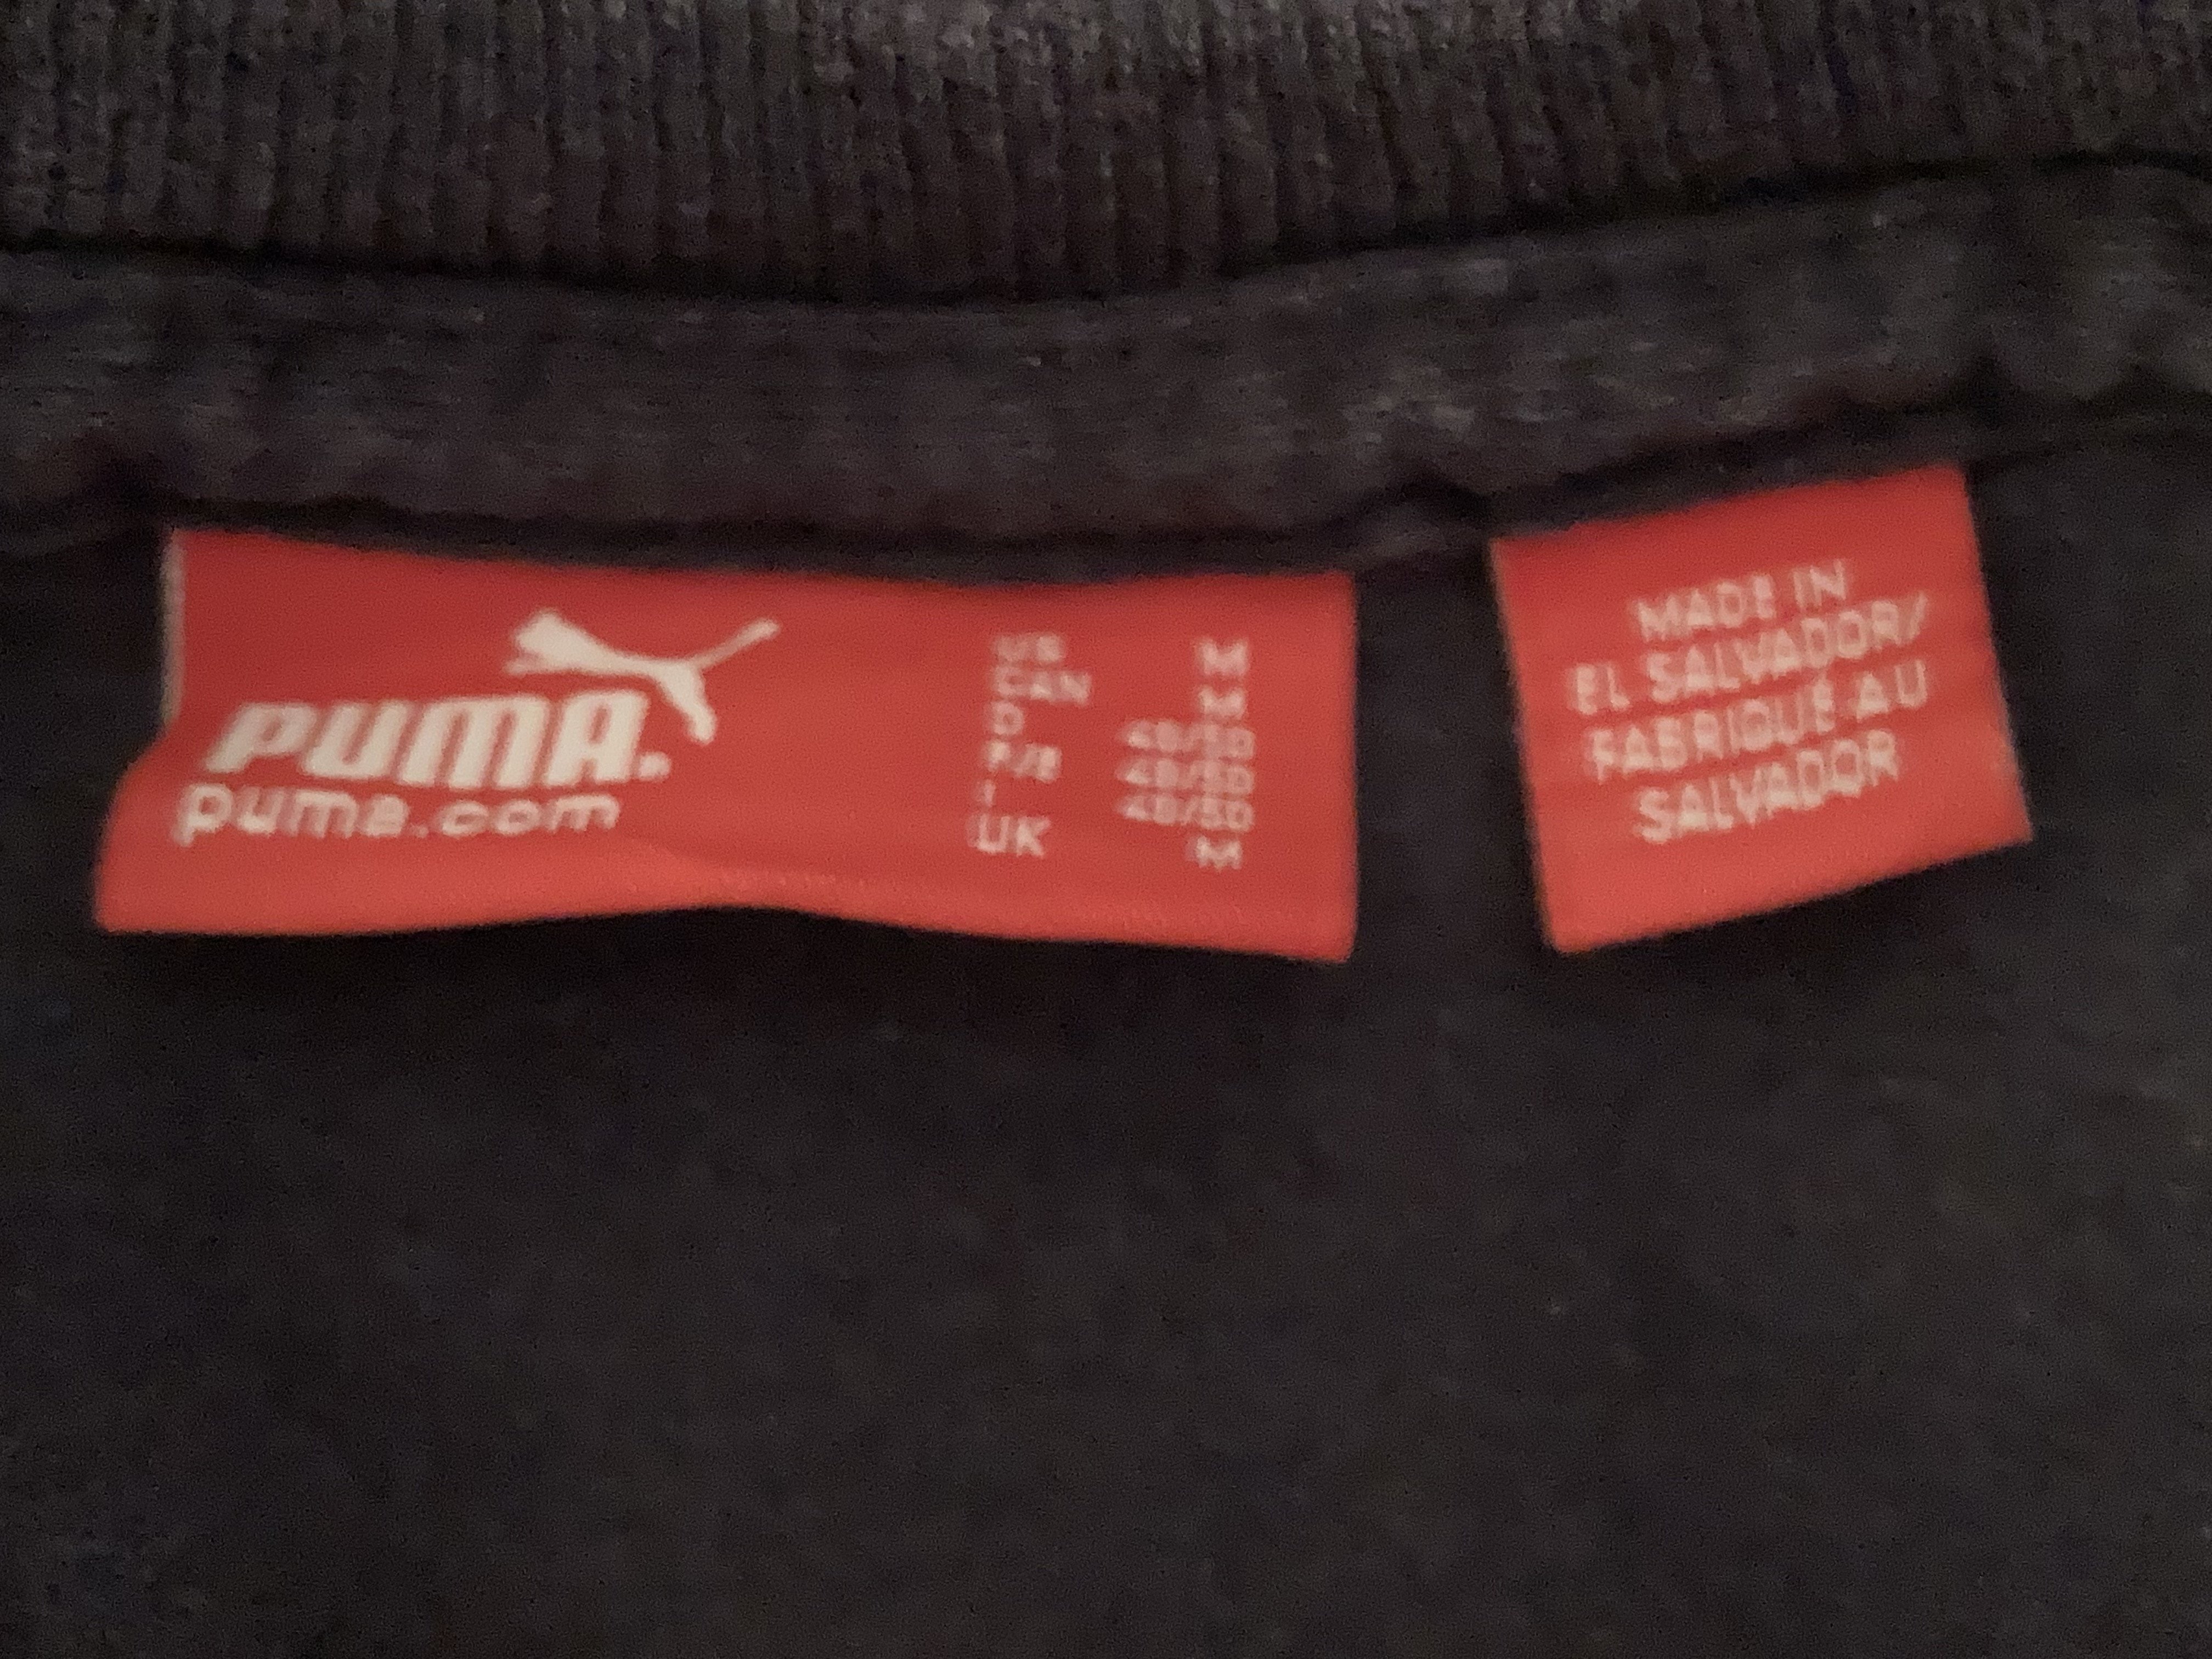 PUMA.
puma.com
US M
CAN M
D 48/50
F/E 48/50
I 48/50
UK M
MADE IN
EL SALVADOR/
FABRIQUÉ AU
SALVADOR